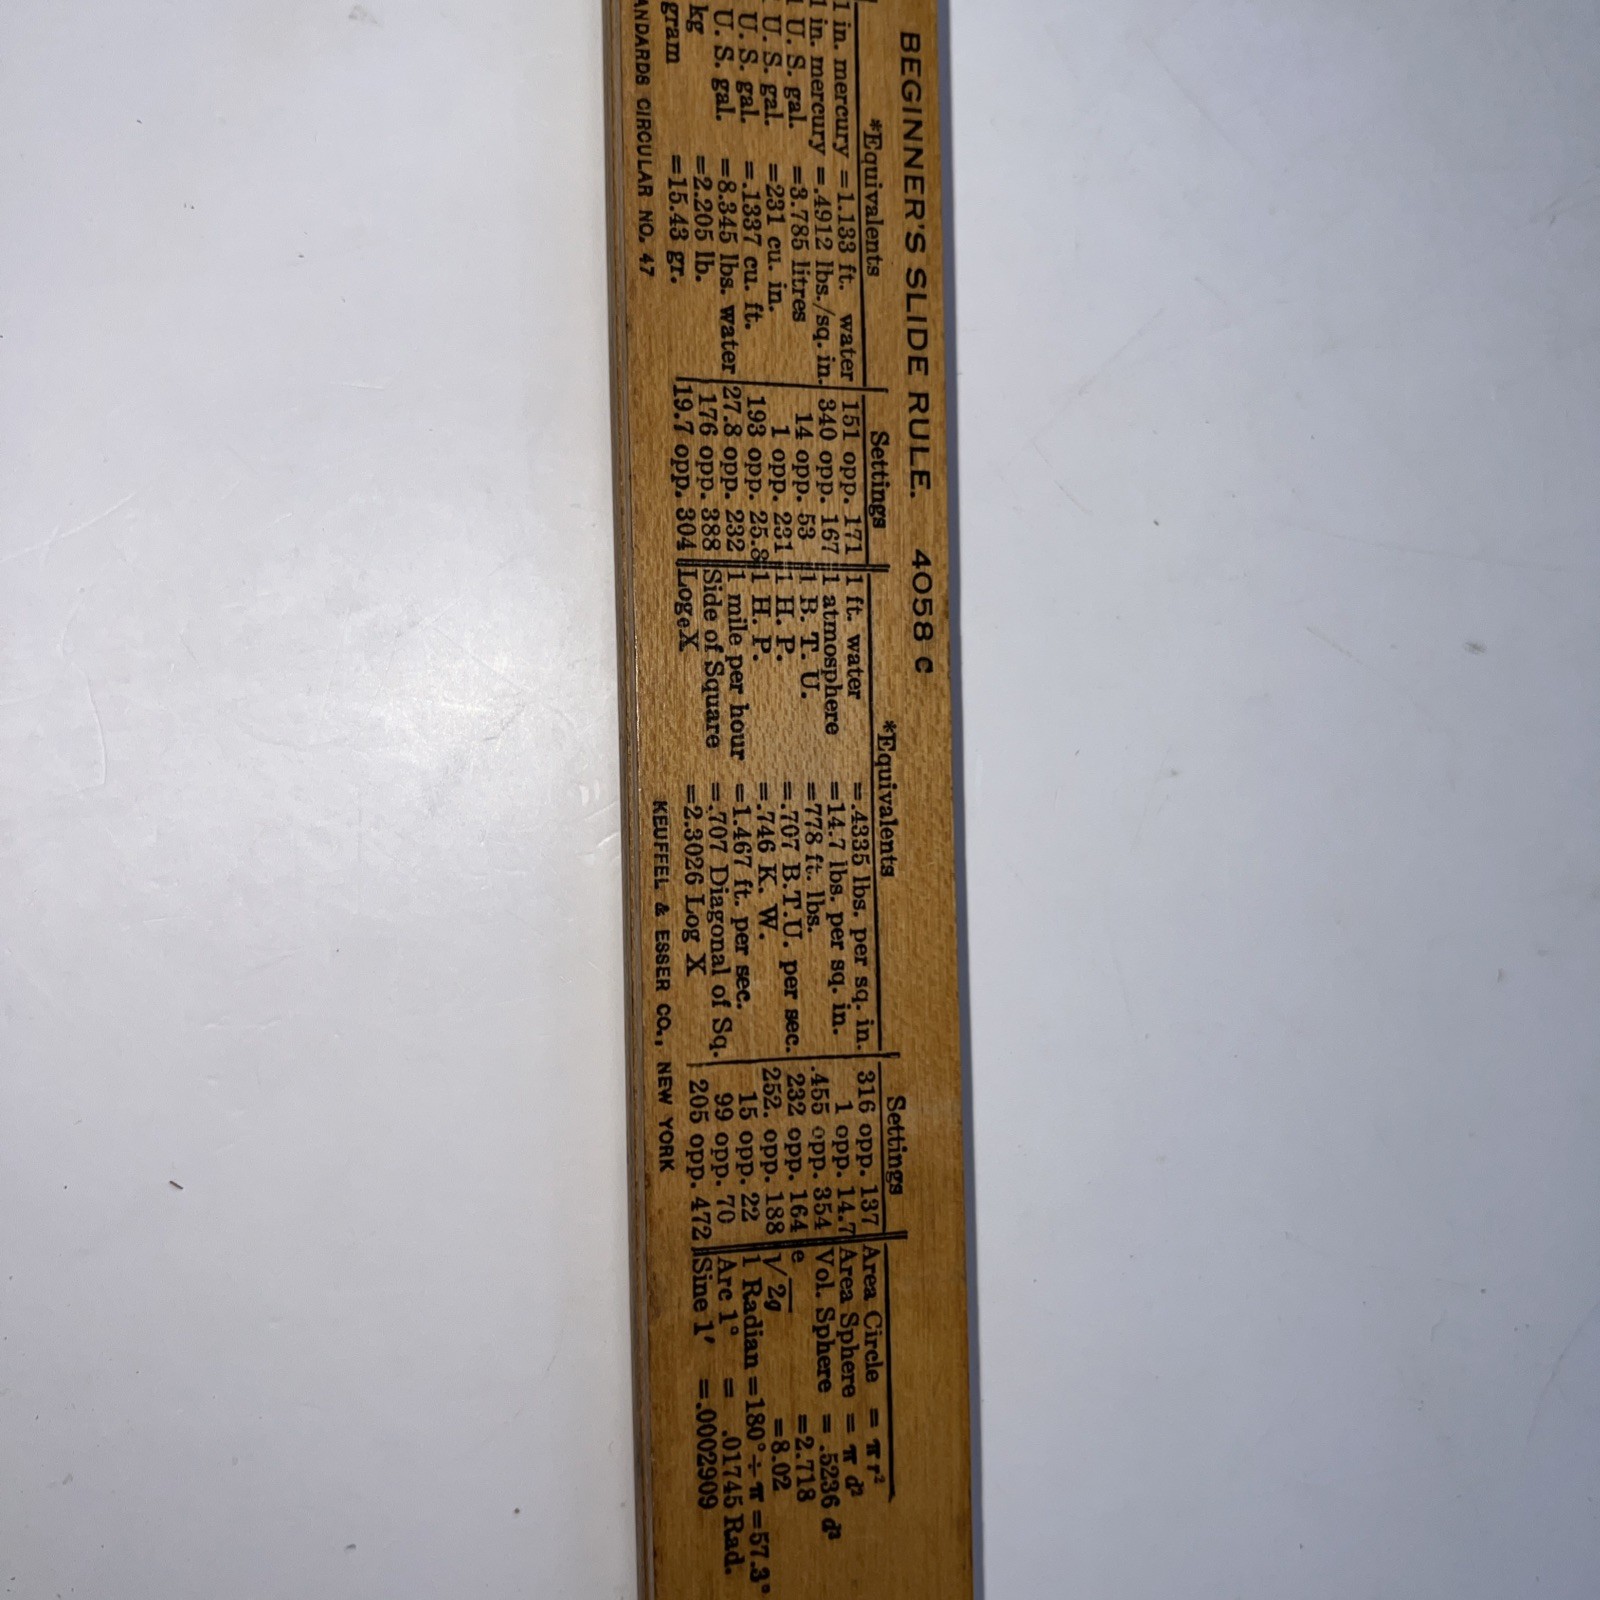 BEGINNER'S SLIDE RULE. 4058 C
*Equivalents Settings *Equivalents Settings
1 in. mercury =1.133 ft. water 151 opp. 171 1 ft. water =.4335 lbs. per sq. in. 316 opp. 137 Area Circle = π r²
1 in. mercury =.4912 lbs./sq. in. 340 opp. 167 1 atmosphere =14.7 lbs. per sq. in. 1 opp. 14.7 Area Sphere = π d²
1 U. S. gal. =3.785 litres 14 opp. 53 1 B. T. U. =778 ft. lbs. .455 opp. 354 Vol. Sphere = .5236 d³
U. S. gal. =231 cu. in. 1 opp. 231 1 H. P. =.707 B.T.U. per sec. 232 opp. 164 e =2.718
U. S. gal. =.1337 cu. ft. 193 opp. 25.8 1 H. P. =.746 K. W. 252. opp. 188 √2g =8.02
U. S. gal. =8.345 lbs. water 27.8 opp. 232 1 mile per hour =1.467 ft. per sec. 15 opp. 22 1 Radian =180°÷ π =57.3°
kg =2.205 lb. 176 opp. 388 Side of Square =.707 Diagonal of Sq. 99 opp. 70 Arc 1° = .01745 Rad.
gram =15.43 gr. 19.7 opp. 304 LogeX =2.3026 Log X 205 opp. 472 Sine 1′ =.0002909
ANDARDS CIRCULAR NO. 47 KEUFFEL & ESSER CO., NEW YORK